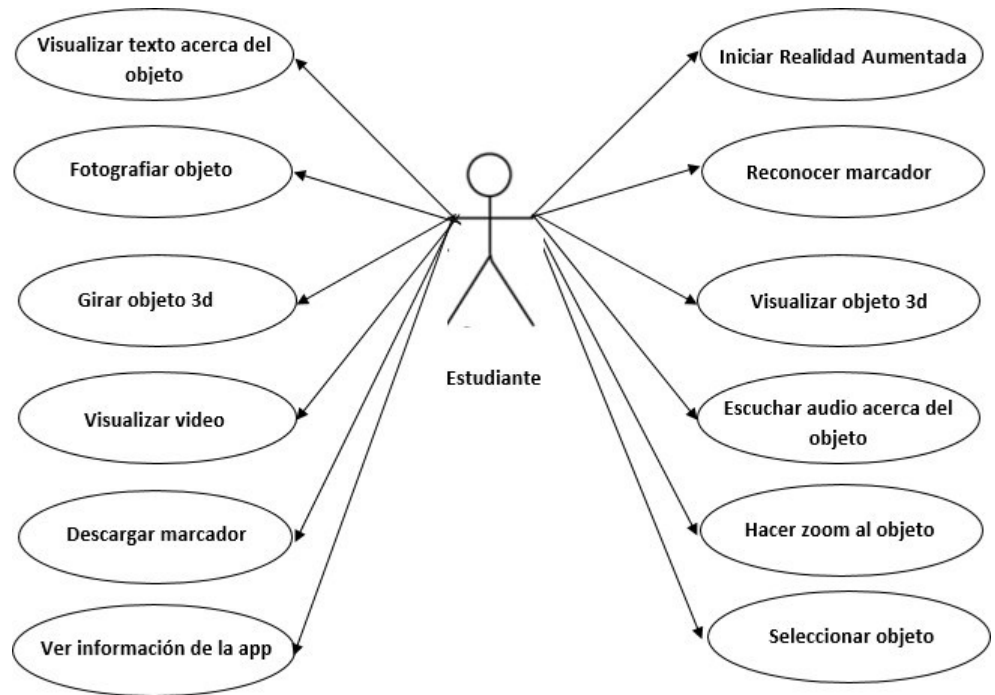 Visualizar texto acerca del
objeto
Fotografiar objeto
Girar objeto 3d
Visualizar video
Descargar marcador
Ver información de la app
Estudiante
Iniciar Realidad Aumentada
Reconocer marcador
Visualizar objeto 3d
Escuchar audio acerca del
objeto
Hacer zoom al objeto
Seleccionar objeto